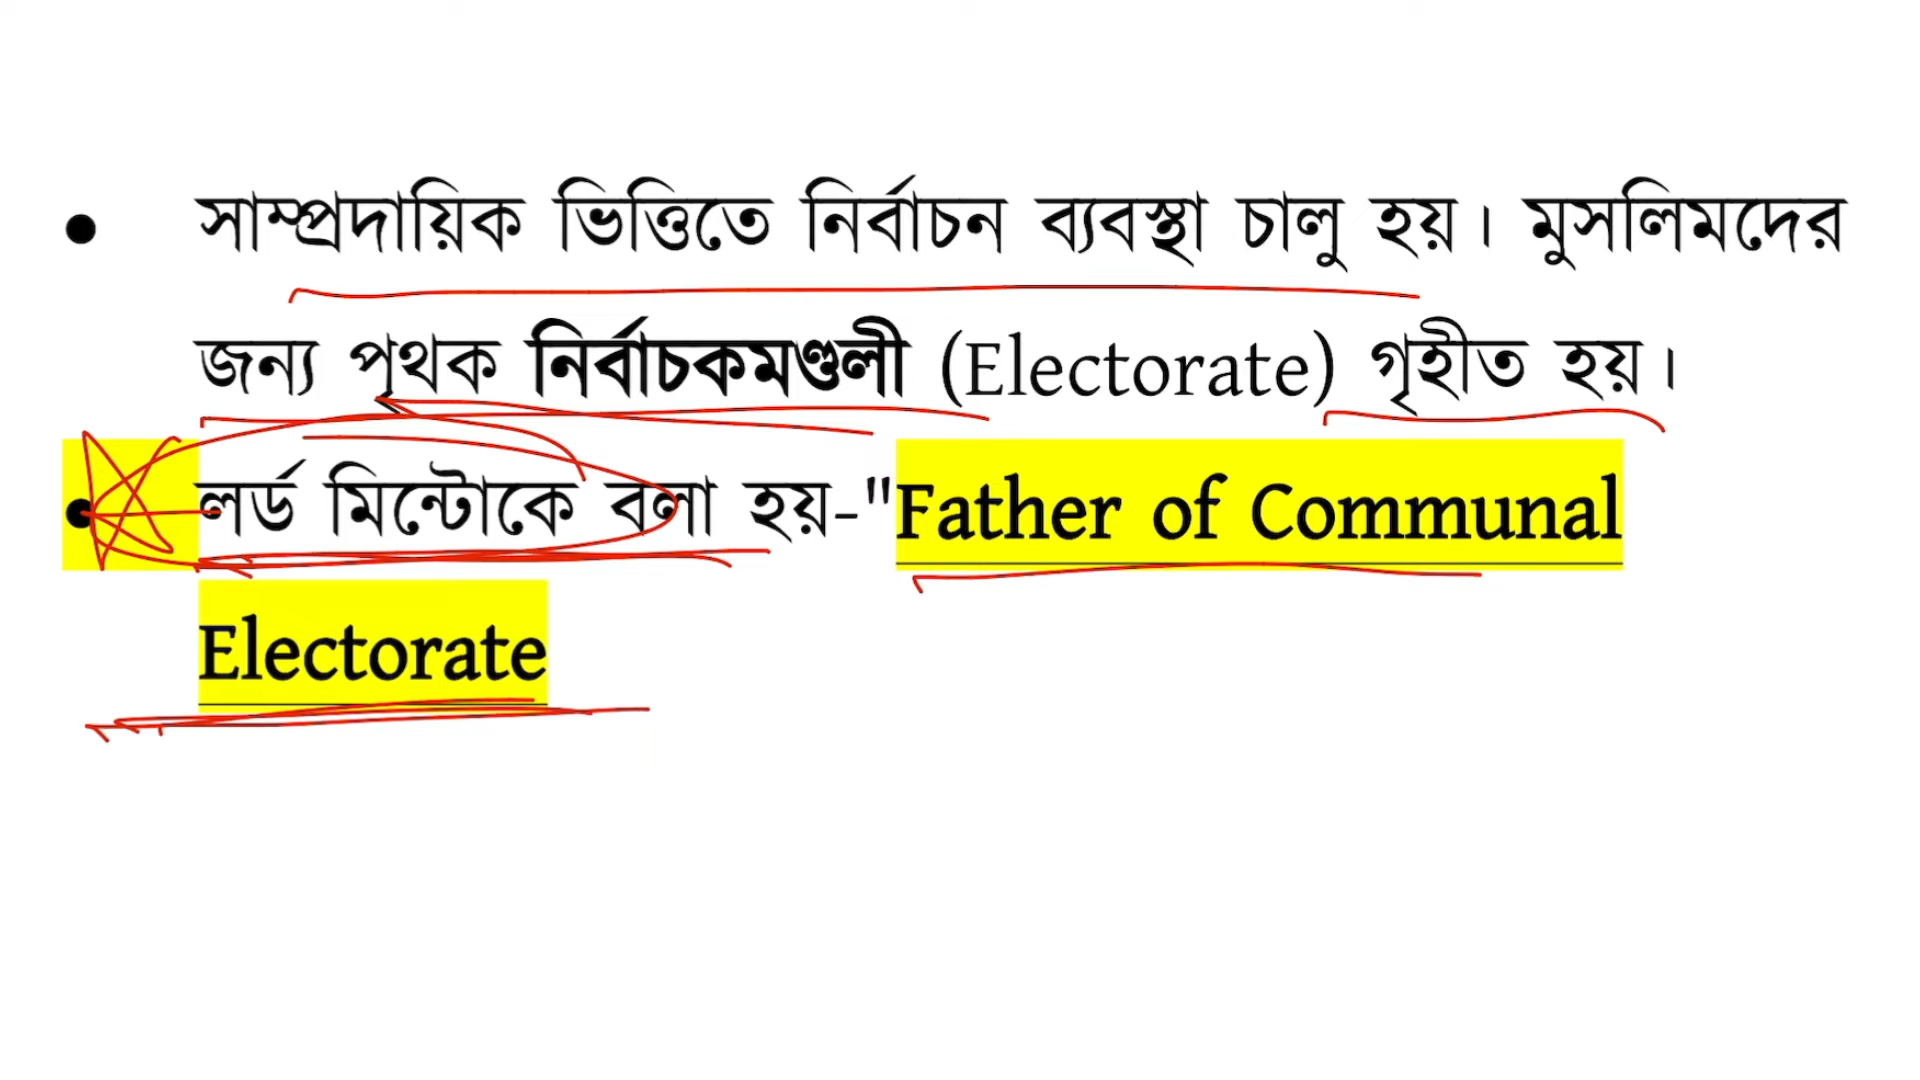 • সাম্প্রদায়িক ভিত্তিতে নির্বাচন ব্যবস্থা চালু হয়। মুসলিমদের
জন্য পৃথক নির্বাচকমণ্ডলী (Electorate) গৃহীত হয়।
• লর্ড মিন্টোকে বলা হয়-"Father of Communal
Electorate